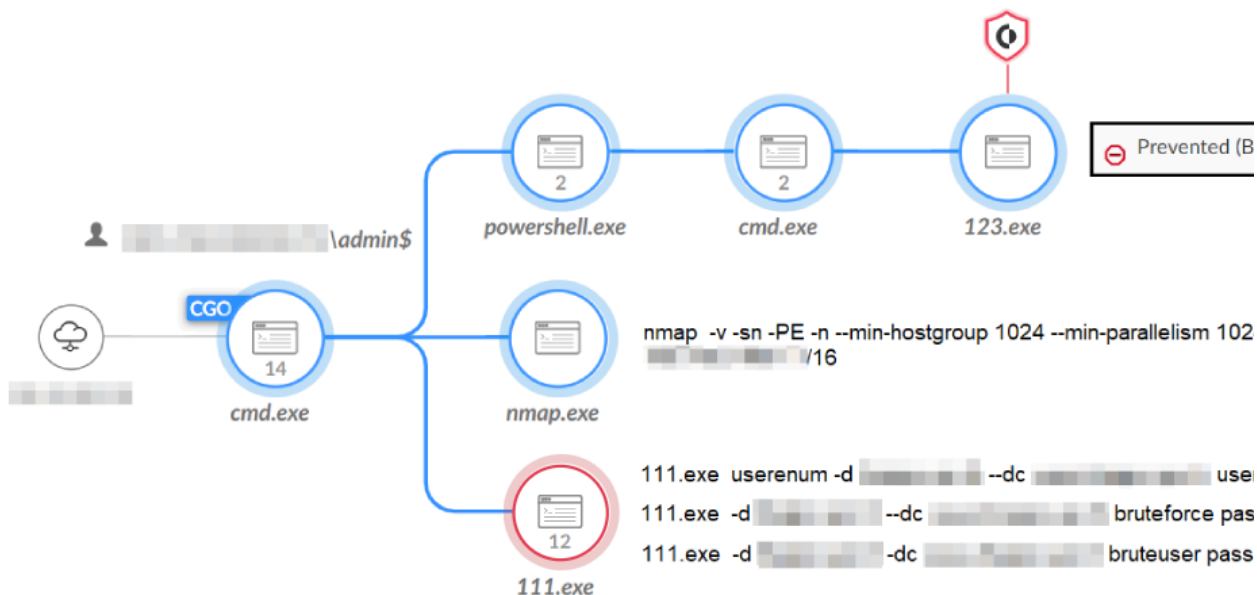 Prevented (B
2
2
powershell.exe
cmd.exe
123.exe
\admin$
CGO
14
cmd.exe
nmap.exe
nmap -v -sn -PE -n --min-hostgroup 1024 --min-parallelism 102
/16
111.exe userenum -d --dc user
111.exe -d --dc bruteforce pas
111.exe -d -dc bruteuser pass
12
111.exe